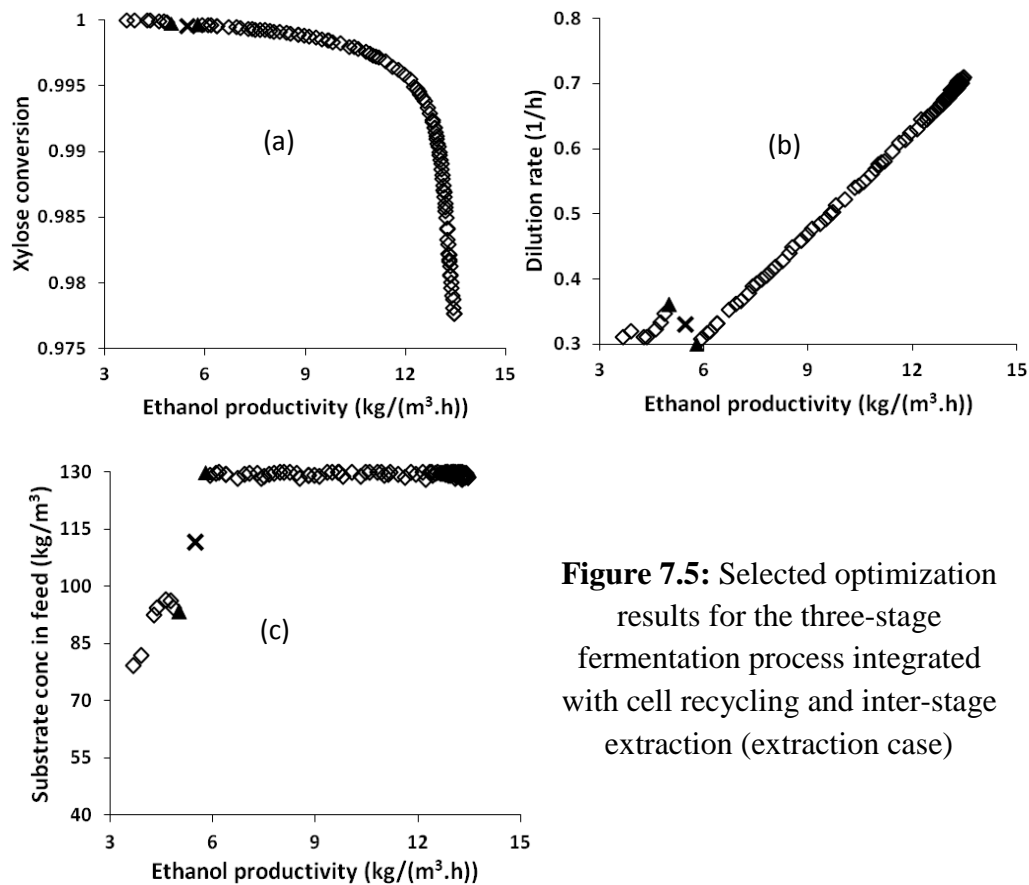 1
0.995
0.99
0.985
0.98
0.975
Xylose conversion
(a)
3 6 9 12 15
Ethanol productivity (kg/(m³.h))
0.8
0.7
0.6
0.5
0.4
0.3
Dilution rate (1/h)
(b)
3 6 9 12 15
Ethanol productivity (kg/(m³.h))
130
115
100
85
70
55
40
Substrate conc in feed (kg/m³)
(c)
3 6 9 12 15
Ethanol productivity (kg/(m³.h))
Figure 7.5: Selected optimization
results for the three-stage
fermentation process integrated
with cell recycling and inter-stage
extraction (extraction case)